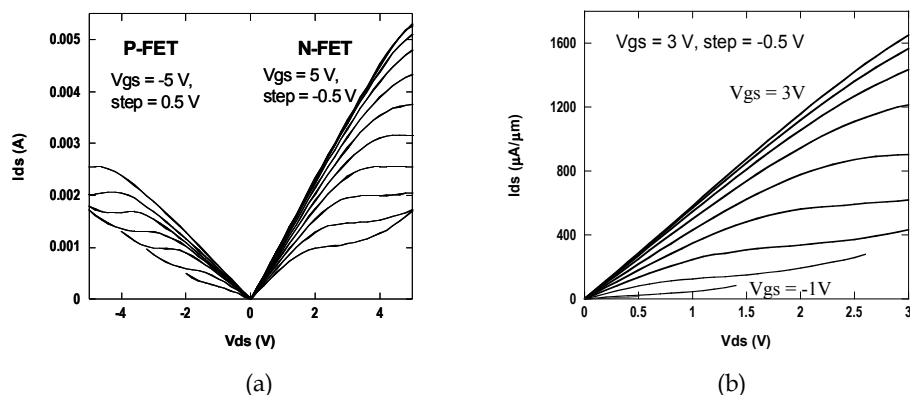 0.005
0.004
0.003
0.002
0.001
0
-4 -2 0 2 4
Ids (A)
Vds (V)
P-FET
Vgs = -5 V,
step = 0.5 V
N-FET
Vgs = 5 V,
step = -0.5 V
(a)
1600
1200
800
400
0
0 0.5 1 1.5 2 2.5 3
Ids (μA/μm)
Vds (V)
Vgs = 3 V, step = -0.5 V
Vgs = 3V
Vgs = -1V
(b)